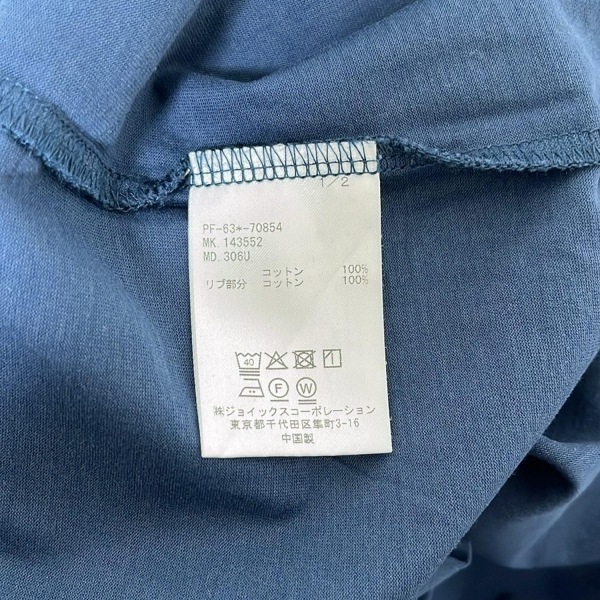 1/2
PF-63*-70854
MK. 143552
MD. 306U
コットン 100%
リブ部分 コットン 100%
40
F W
㈱ジョイックスコーポレーション
東京都千代田区隼町3-16
中国製